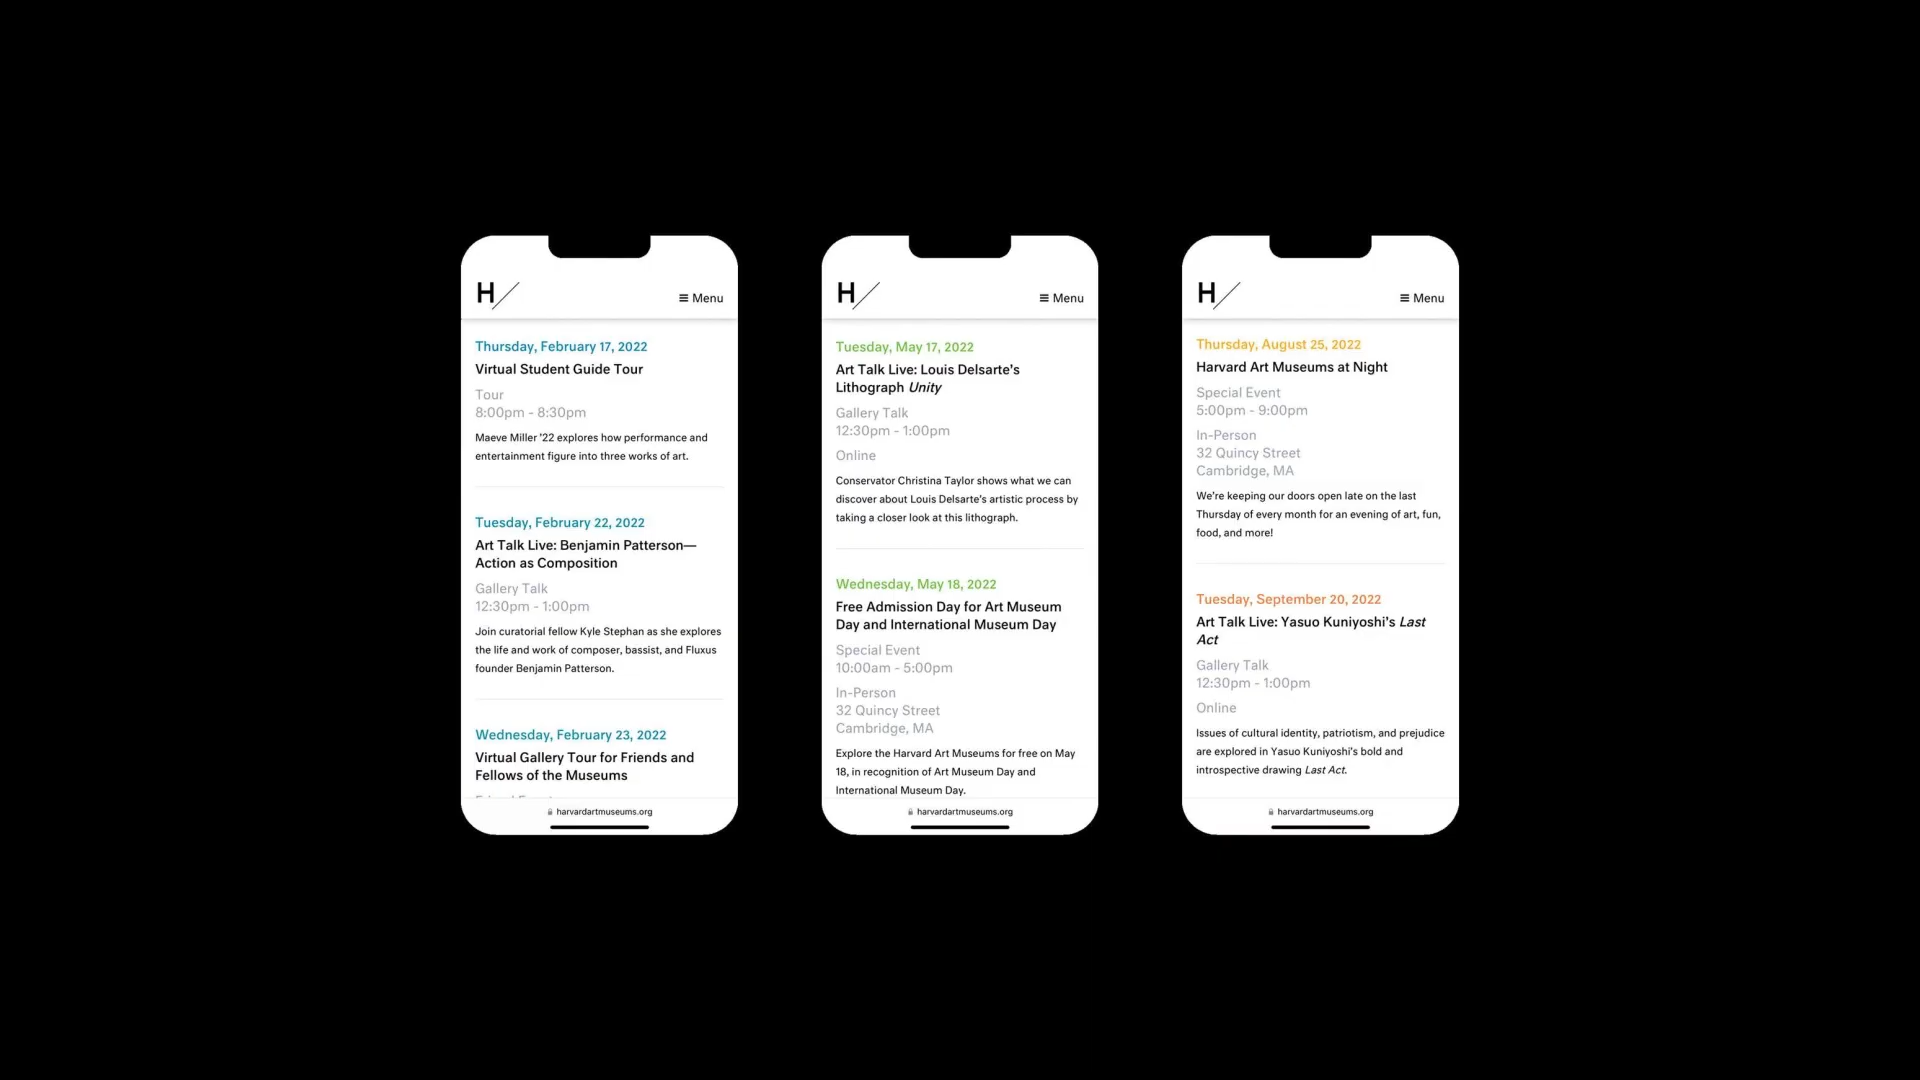 H
Menu
Thursday, February 17, 2022
Virtual Student Guide Tour
Tour
8:00pm - 8:30pm
Maeve Miller '22 explores how performance and
entertainment figure into three works of art.
Tuesday, February 22, 2022
Art Talk Live: Benjamin Patterson—
Action as Composition
Gallery Talk
12:30pm - 1:00pm
Join curatorial fellow Kyle Stephan as she explores
the life and work of composer, bassist, and Fluxus
founder Benjamin Patterson.
Wednesday, February 23, 2022
Virtual Gallery Tour for Friends and
Fellows of the Museums
harvardartmuseums.org
H
Menu
Tuesday, May 17, 2022
Art Talk Live: Louis Delsarte's
Lithograph Unity
Gallery Talk
12:30pm - 1:00pm
Online
Conservator Christina Taylor shows what we can
discover about Louis Delsarte's artistic process by
taking a closer look at this lithograph.
Wednesday, May 18, 2022
Free Admission Day for Art Museum
Day and International Museum Day
Special Event
10:00am - 5:00pm
In-Person
32 Quincy Street
Cambridge, MA
Explore the Harvard Art Museums for free on May
18, in recognition of Art Museum Day and
International Museum Day.
harvardartmuseums.org
H
Menu
Thursday, August 25, 2022
Harvard Art Museums at Night
Special Event
5:00pm - 9:00pm
In-Person
32 Quincy Street
Cambridge, MA
We're keeping our doors open late on the last
Thursday of every month for an evening of art, fun,
food, and more!
Tuesday, September 20, 2022
Art Talk Live: Yasuo Kuniyoshi's Last
Act
Gallery Talk
12:30pm - 1:00pm
Online
Issues of cultural identity, patriotism, and prejudice
are explored in Yasuo Kuniyoshi's bold and
introspective drawing Last Act.
harvardartmuseums.org